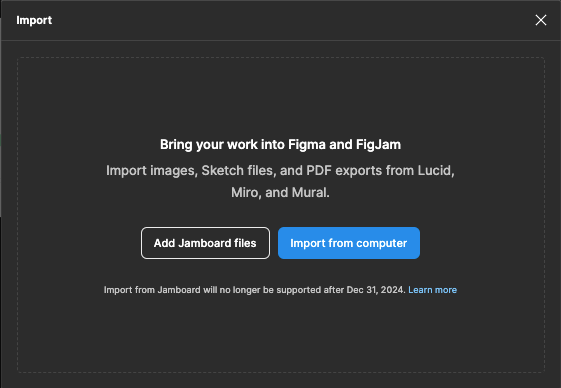 Import
Bring your work into Figma and FigJam
Import images, Sketch files, and PDF exports from Lucid,
Miro, and Mural.
Add Jamboard files
Import from computer
Import from Jamboard will no longer be supported after Dec 31, 2024. Learn more